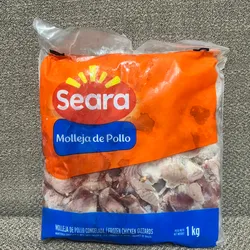 Seara
Molleja de Pollo
MOLLEJA DE POLLO CONGELADA / FROZEN CHICKEN GIZZARDS
1 kg